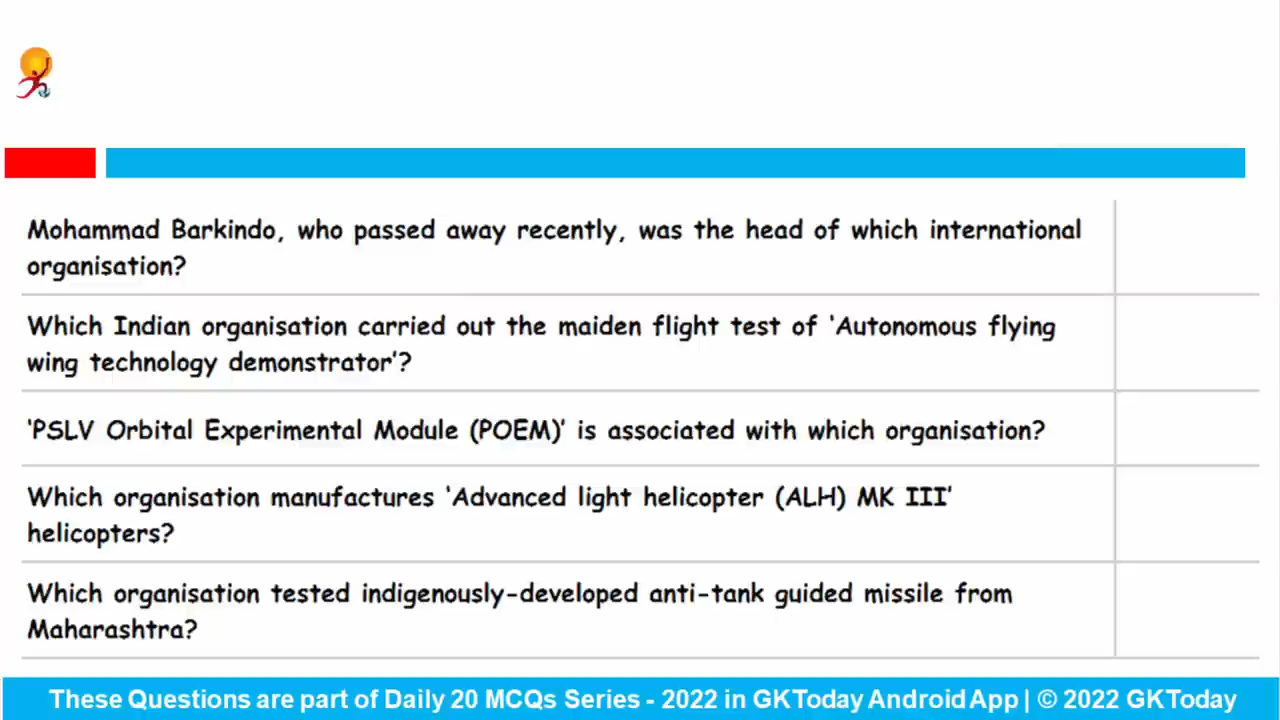 Mohammad Barkindo, who passed away recently, was the head of which international
organisation?
Which Indian organisation carried out the maiden flight test of 'Autonomous flying
wing technology demonstrator'?
'PSLV Orbital Experimental Module (POEM)' is associated with which organisation?
Which organisation manufactures 'Advanced light helicopter (ALH) MK III'
helicopters?
Which organisation tested indigenously-developed anti-tank guided missile from
Maharashtra?
These Questions are part of Daily 20 MCQs Series - 2022 in GKToday Android App | © 2022 GKToday